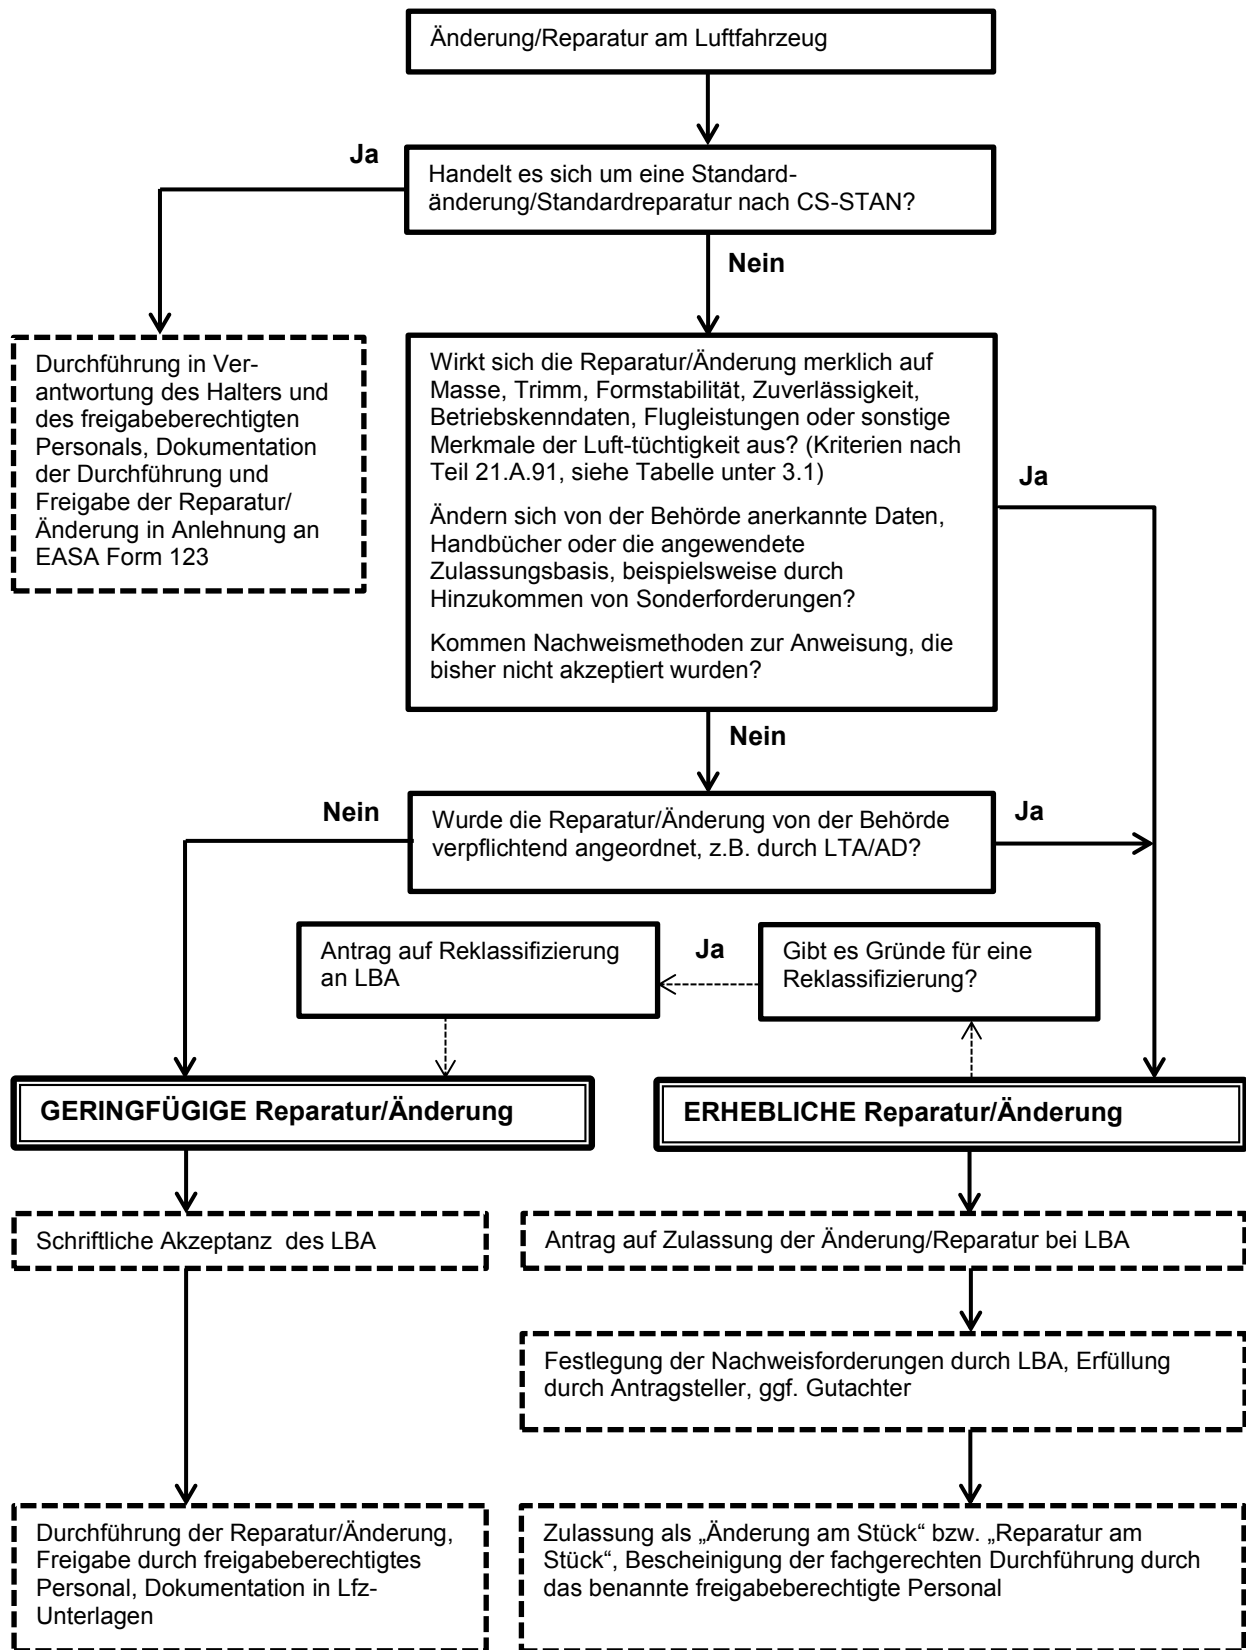 Änderung/Reparatur am Luftfahrzeug
Ja
Handelt es sich um eine Standard-
änderung/Standardreparatur nach CS-STAN?
Nein
Durchführung in Ver-
antwortung des Halters und
des freigabeberechtigten
Personals, Dokumentation
der Durchführung und
Freigabe der Reparatur/
Änderung in Anlehnung an
EASA Form 123
Wirkt sich die Reparatur/Änderung merklich auf
Masse, Trimm, Formstabilität, Zuverlässigkeit,
Betriebskenndaten, Flugleistungen oder sonstige
Merkmale der Luft-tüchtigkeit aus? (Kriterien nach
Teil 21.A.91, siehe Tabelle unter 3.1)
Ändern sich von der Behörde anerkannte Daten,
Handbücher oder die angewendete
Zulassungsbasis, beispielsweise durch
Hinzukommen von Sonderforderungen?
Kommen Nachweismethoden zur Anweisung, die
bisher nicht akzeptiert wurden?
Ja
Nein
Nein
Wurde die Reparatur/Änderung von der Behörde
verpflichtend angeordnet, z.B. durch LTA/AD?
Ja
Antrag auf Reklassifizierung
an LBA
Ja
Gibt es Gründe für eine
Reklassifizierung?
GERINGFÜGIGE Reparatur/Änderung
ERHEBLICHE Reparatur/Änderung
Schriftliche Akzeptanz des LBA
Antrag auf Zulassung der Änderung/Reparatur bei LBA
Festlegung der Nachweisforderungen durch LBA, Erfüllung
durch Antragsteller, ggf. Gutachter
Durchführung der Reparatur/Änderung,
Freigabe durch freigabeberechtigtes
Personal, Dokumentation in Lfz-
Unterlagen
Zulassung als „Änderung am Stück“ bzw. „Reparatur am
Stück“, Bescheinigung der fachgerechten Durchführung durch
das benannte freigabeberechtigte Personal